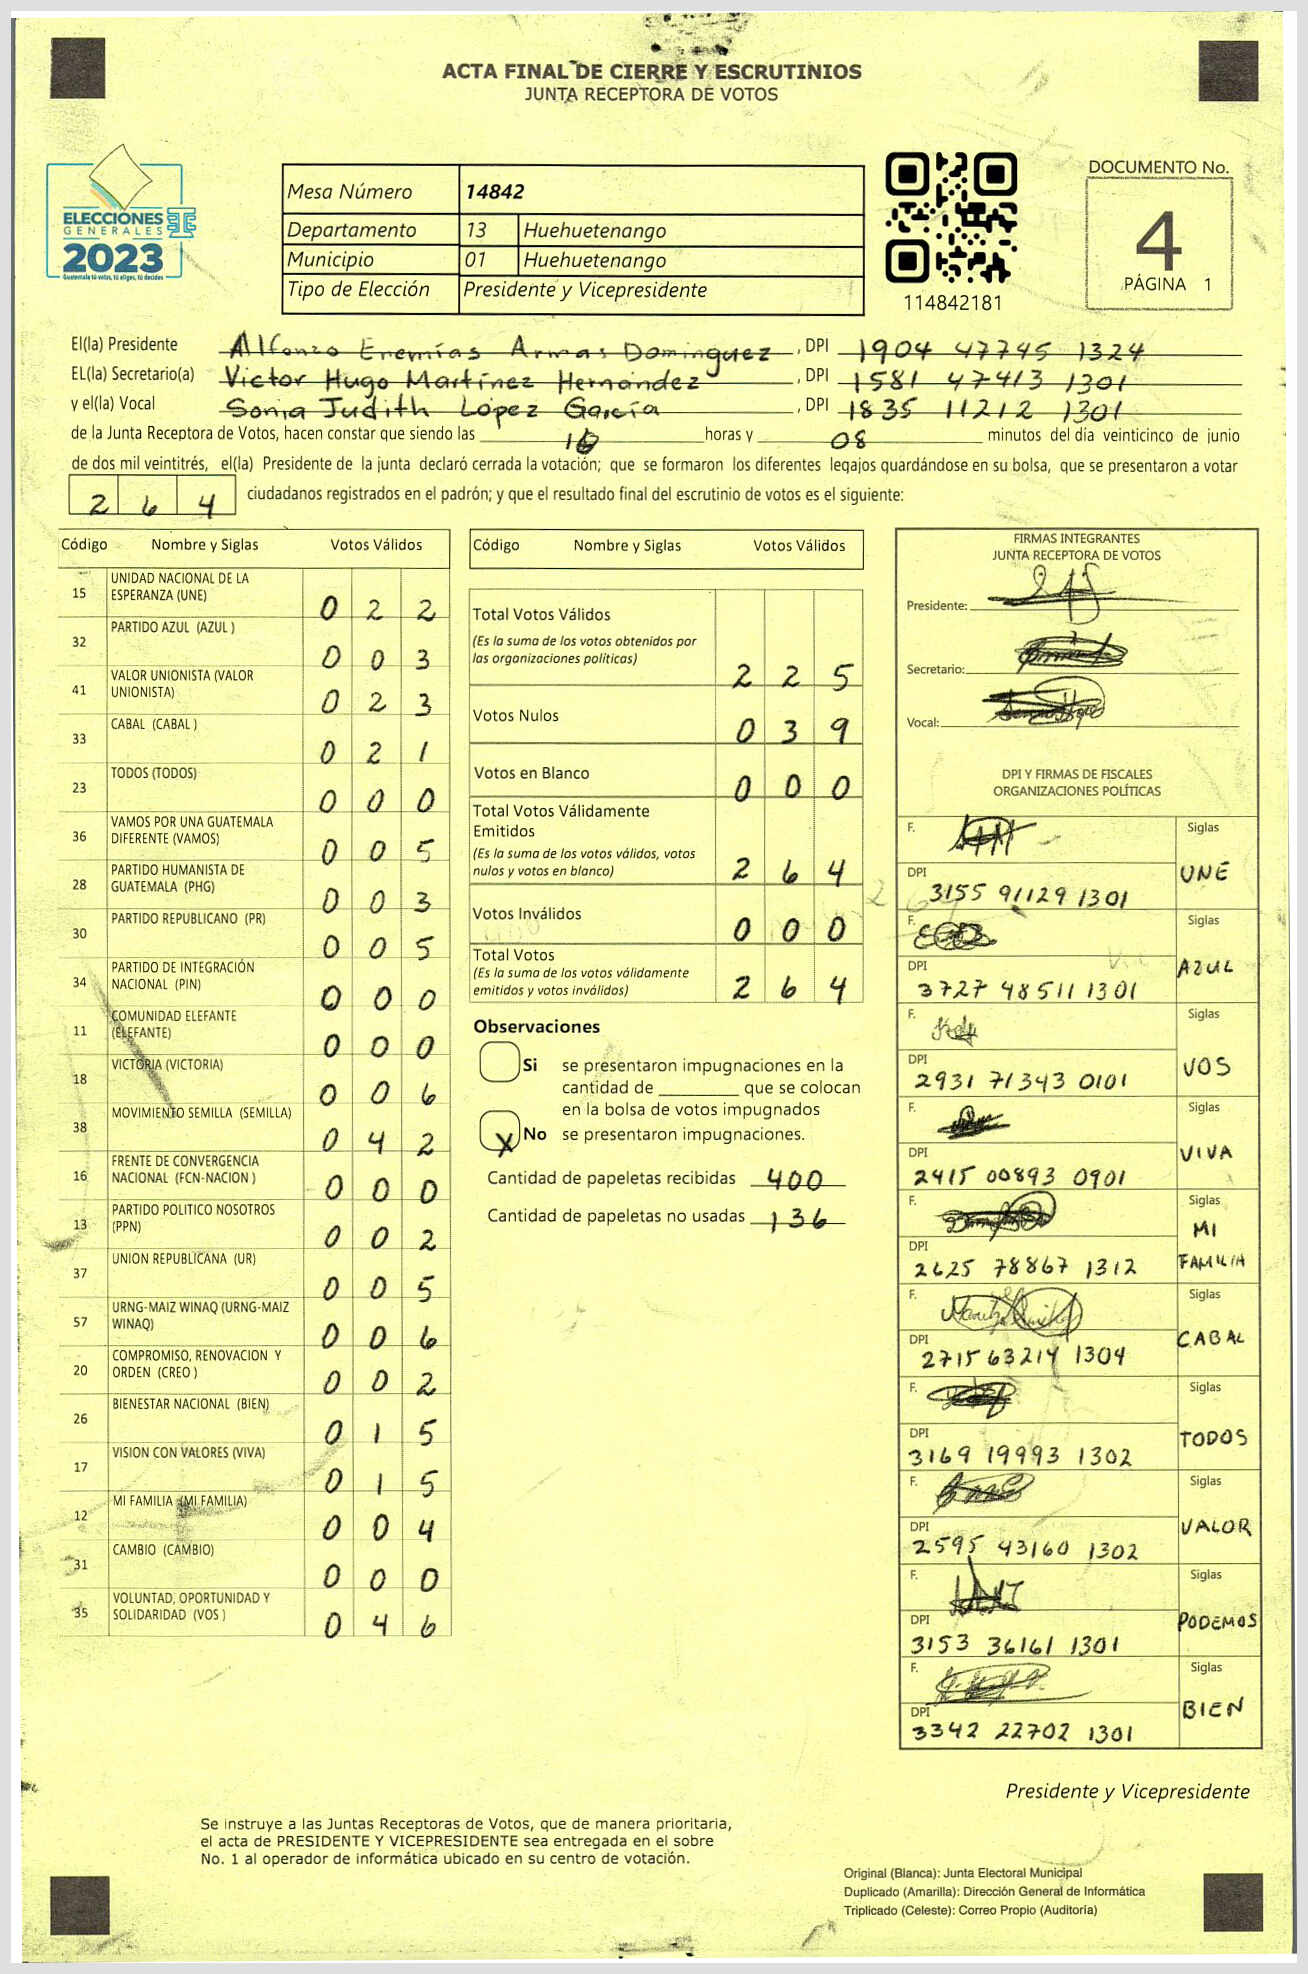 ACTA FINAL DE CIERRE Y ESCRUTINIOS
JUNTA RECEPTORA DE VOTOS
ELECCIONES
GENERALES
2023
Guatemala tú votas, tú eliges, tú decides
Mesa Número 14842
Departamento 13 Huehuetenango
Municipio 01 Huehuetenango
Tipo de Elección Presidente y Vicepresidente
114842181
DOCUMENTO No.
4
PÁGINA 1
El(la) Presidente Alfonzo Enemías Armas Dominguez , DPI 1904 47745 1324
EL(la) Secretario(a) Victor Hugo Martínez Hernández , DPI 1581 47413 1301
y el(la) Vocal Sonia Judith López García , DPI 1835 11212 1301
de la Junta Receptora de Votos, hacen constar que siendo las horas y 08 minutos del día veinticinco de junio
de dos mil veintitrés, el(la) Presidente de la junta declaró cerrada la votación; que se formaron los diferentes legajos guardándose en su bolsa, que se presentaron a votar
2 6 4 ciudadanos registrados en el padrón; y que el resultado final del escrutinio de votos es el siguiente:
Código Nombre y Siglas Votos Válidos
15 UNIDAD NACIONAL DE LA ESPERANZA (UNE) 0 2 2
32 PARTIDO AZUL (AZUL ) 0 0 3
41 VALOR UNIONISTA (VALOR UNIONISTA) 0 2 3
33 CABAL (CABAL ) 0 2 1
23 TODOS (TODOS) 0 0 0
36 VAMOS POR UNA GUATEMALA DIFERENTE (VAMOS) 0 0 5
28 PARTIDO HUMANISTA DE GUATEMALA (PHG) 0 0 3
30 PARTIDO REPUBLICANO (PR) 0 0 5
34 PARTIDO DE INTEGRACIÓN NACIONAL (PIN) 0 0 0
11 COMUNIDAD ELEFANTE (ELEFANTE) 0 0 0
18 VICTORIA (VICTORIA) 0 0 6
38 MOVIMIENTO SEMILLA (SEMILLA) 0 4 2
16 FRENTE DE CONVERGENCIA NACIONAL (FCN-NACION ) 0 0 0
13 PARTIDO POLITICO NOSOTROS (PPN) 0 0 2
37 UNION REPUBLICANA (UR) 0 0 5
57 URNG-MAIZ WINAQ (URNG-MAIZ WINAQ) 0 0 6
20 COMPROMISO, RENOVACION Y ORDEN (CREO ) 0 0 2
26 BIENESTAR NACIONAL (BIEN) 0 1 5
17 VISION CON VALORES (VIVA) 0 1 5
12 MI FAMILIA (MI FAMILIA) 0 0 4
31 CAMBIO (CAMBIO) 0 0 0
35 VOLUNTAD, OPORTUNIDAD Y SOLIDARIDAD (VOS ) 0 4 6
Código Nombre y Siglas Votos Válidos
Total Votos Válidos
(Es la suma de los votos obtenidos por
las organizaciones políticas) 2 2 5
Votos Nulos 0 3 9
Votos en Blanco 0 0 0
Total Votos Válidamente
Emitidos
(Es la suma de los votos válidos, votos
nulos y votos en blanco) 2 6 4
Votos Inválidos 0 0 0
Total Votos
(Es la suma de los votos válidamente
emitidos y votos inválidos) 2 6 4
Observaciones
Si se presentaron impugnaciones en la
cantidad de que se colocan
en la bolsa de votos impugnados
X No se presentaron impugnaciones.
Cantidad de papeletas recibidas 400
Cantidad de papeletas no usadas 136
FIRMAS INTEGRANTES
JUNTA RECEPTORA DE VOTOS
Presidente:
Secretario:
Vocal:
DPI Y FIRMAS DE FISCALES
ORGANIZACIONES POLÍTICAS
F. Siglas
DPI 3155 91129 1301 UNE
F. Siglas
DPI 3727 48511 1301 AZUL
F. Siglas
DPI 2931 71343 0101 VOS
F. Siglas
DPI 2415 00893 0901 VIVA
F. Siglas
DPI 2625 78867 1312 MI FAMILIA
F. Siglas
DPI 2715 63214 1304 CABAL
F. Siglas
DPI 3169 19993 1302 TODOS
F. Siglas
DPI 2595 43160 1302 VALOR
F. Siglas
DPI 3153 36161 1301 PODEMOS
F. Siglas
DPI 3342 22702 1301 BIEN
Presidente y Vicepresidente
Se instruye a las Juntas Receptoras de Votos, que de manera prioritaria,
el acta de PRESIDENTE Y VICEPRESIDENTE sea entregada en el sobre
No. 1 al operador de informática ubicado en su centro de votación.
Original (Blanca): Junta Electoral Municipal
Duplicado (Amarilla): Dirección General de Informática
Triplicado (Celeste): Correo Propio (Auditoría)